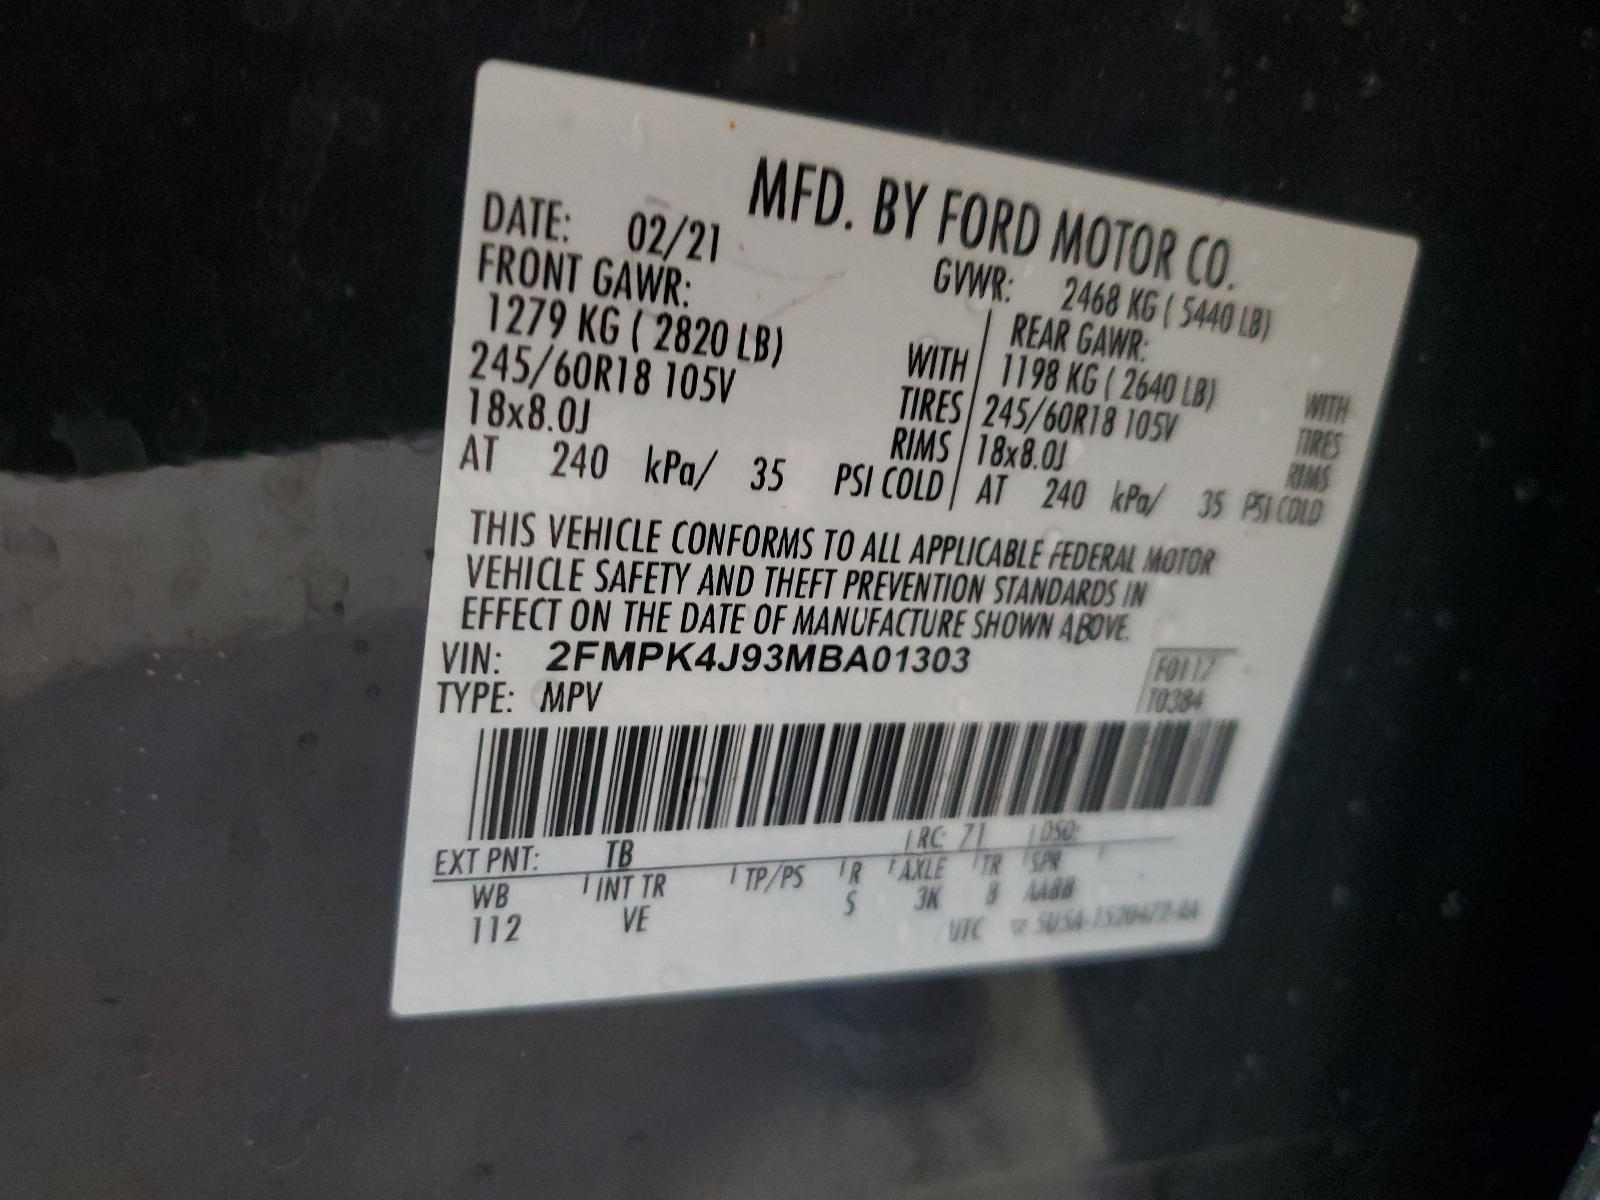 MFD. BY FORD MOTOR CO.
DATE: 02/21 GVWR: 2468 KG ( 5440 LB)
FRONT GAWR: REAR GAWR:
1279 KG ( 2820 LB) WITH 1198 KG ( 2640 LB) WITH
245/60R18 105V TIRES 245/60R18 105V TIRES
18x8.0J RIMS 18x8.0J RIMS
AT 240 kPa/ 35 PSI COLD AT 240 kPa/ 35 PSI COLD
THIS VEHICLE CONFORMS TO ALL APPLICABLE FEDERAL MOTOR
VEHICLE SAFETY AND THEFT PREVENTION STANDARDS IN
EFFECT ON THE DATE OF MANUFACTURE SHOWN ABOVE.
VIN: 2FMPK4J93MBA01303
F0117
TYPE: MPV
T0384
EXT PNT: TB RC: 71 DSO:
WB INT TR TP/PS R AXLE TR SPR
112 VE S 3K 8 AABB
UTC